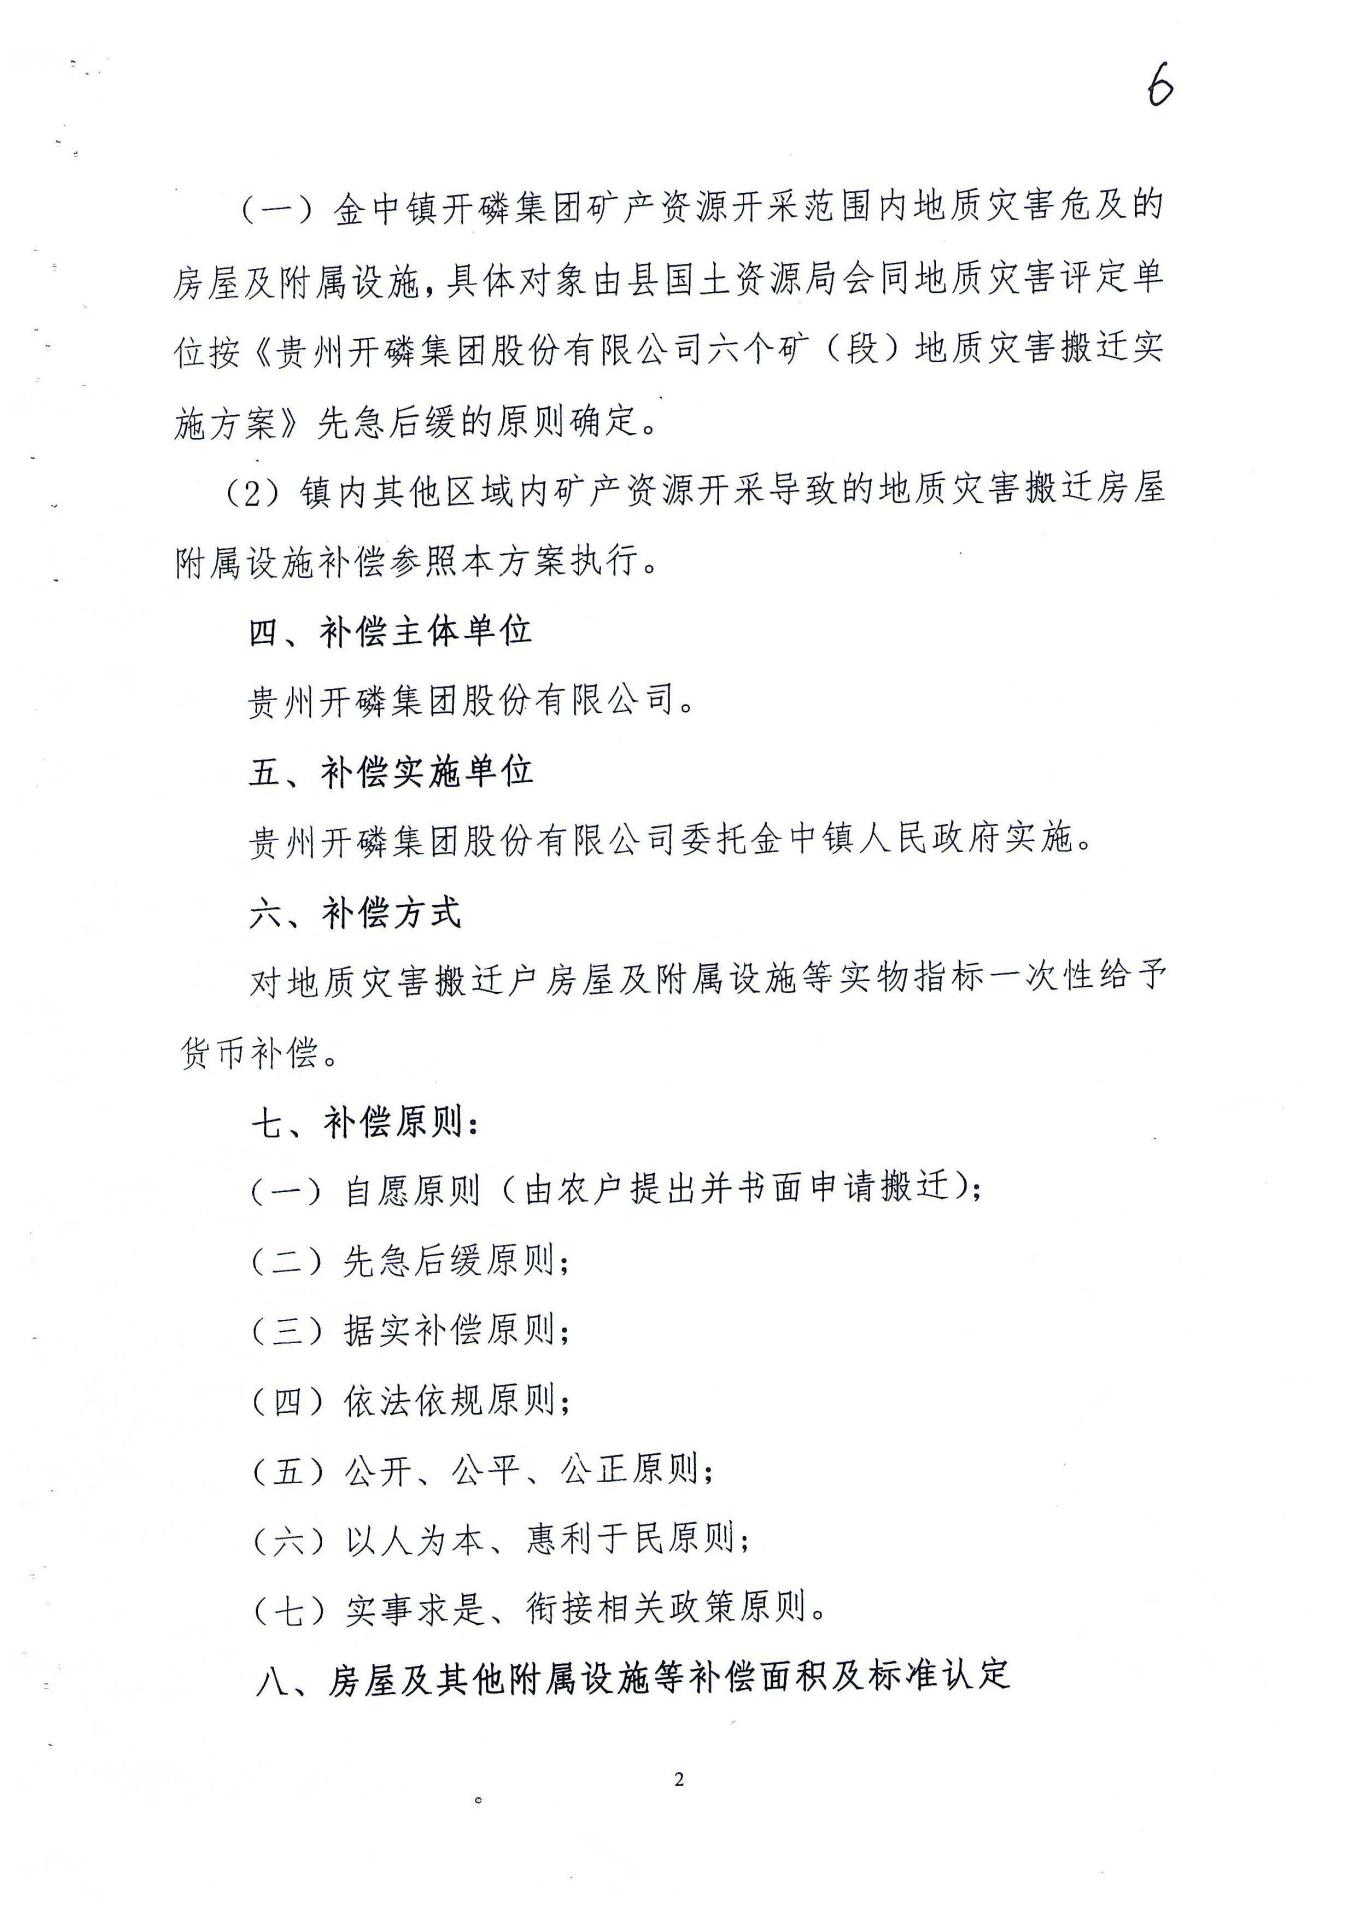 6
（一）金中镇开磷集团矿产资源开采范围内地质灾害危及的
房屋及附属设施，具体对象由县国土资源局会同地质灾害评定单
位按《贵州开磷集团股份有限公司六个矿（段）地质灾害搬迁实
施方案》先急后缓的原则确定。
（2）镇内其他区域内矿产资源开采导致的地质灾害搬迁房屋
附属设施补偿参照本方案执行。
四、补偿主体单位
贵州开磷集团股份有限公司。
五、补偿实施单位
贵州开磷集团股份有限公司委托金中镇人民政府实施。
六、补偿方式
对地质灾害搬迁户房屋及附属设施等实物指标一次性给予
货币补偿。
七、补偿原则：
（一）自愿原则（由农户提出并书面申请搬迁）；
（二）先急后缓原则；
（三）据实补偿原则；
（四）依法依规原则；
（五）公开、公平、公正原则；
（六）以人为本、惠利于民原则；
（七）实事求是、衔接相关政策原则。
八、房屋及其他附属设施等补偿面积及标准认定
2
。